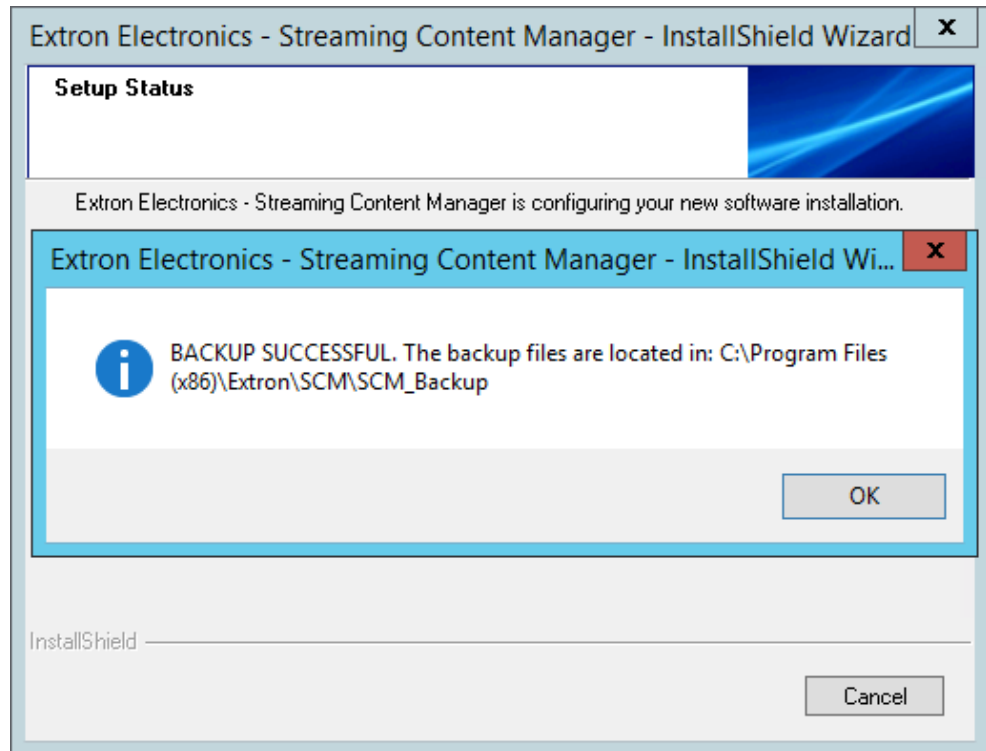 Extron Electronics - Streaming Content Manager - InstallShield Wizard
x
Setup Status
Extron Electronics - Streaming Content Manager is configuring your new software installation.
Extron Electronics - Streaming Content Manager - InstallShield Wi...
x
BACKUP SUCCESSFUL. The backup files are located in: C:\Program Files
(x86)\Extron\SCM\SCM_Backup
OK
InstallShield
Cancel